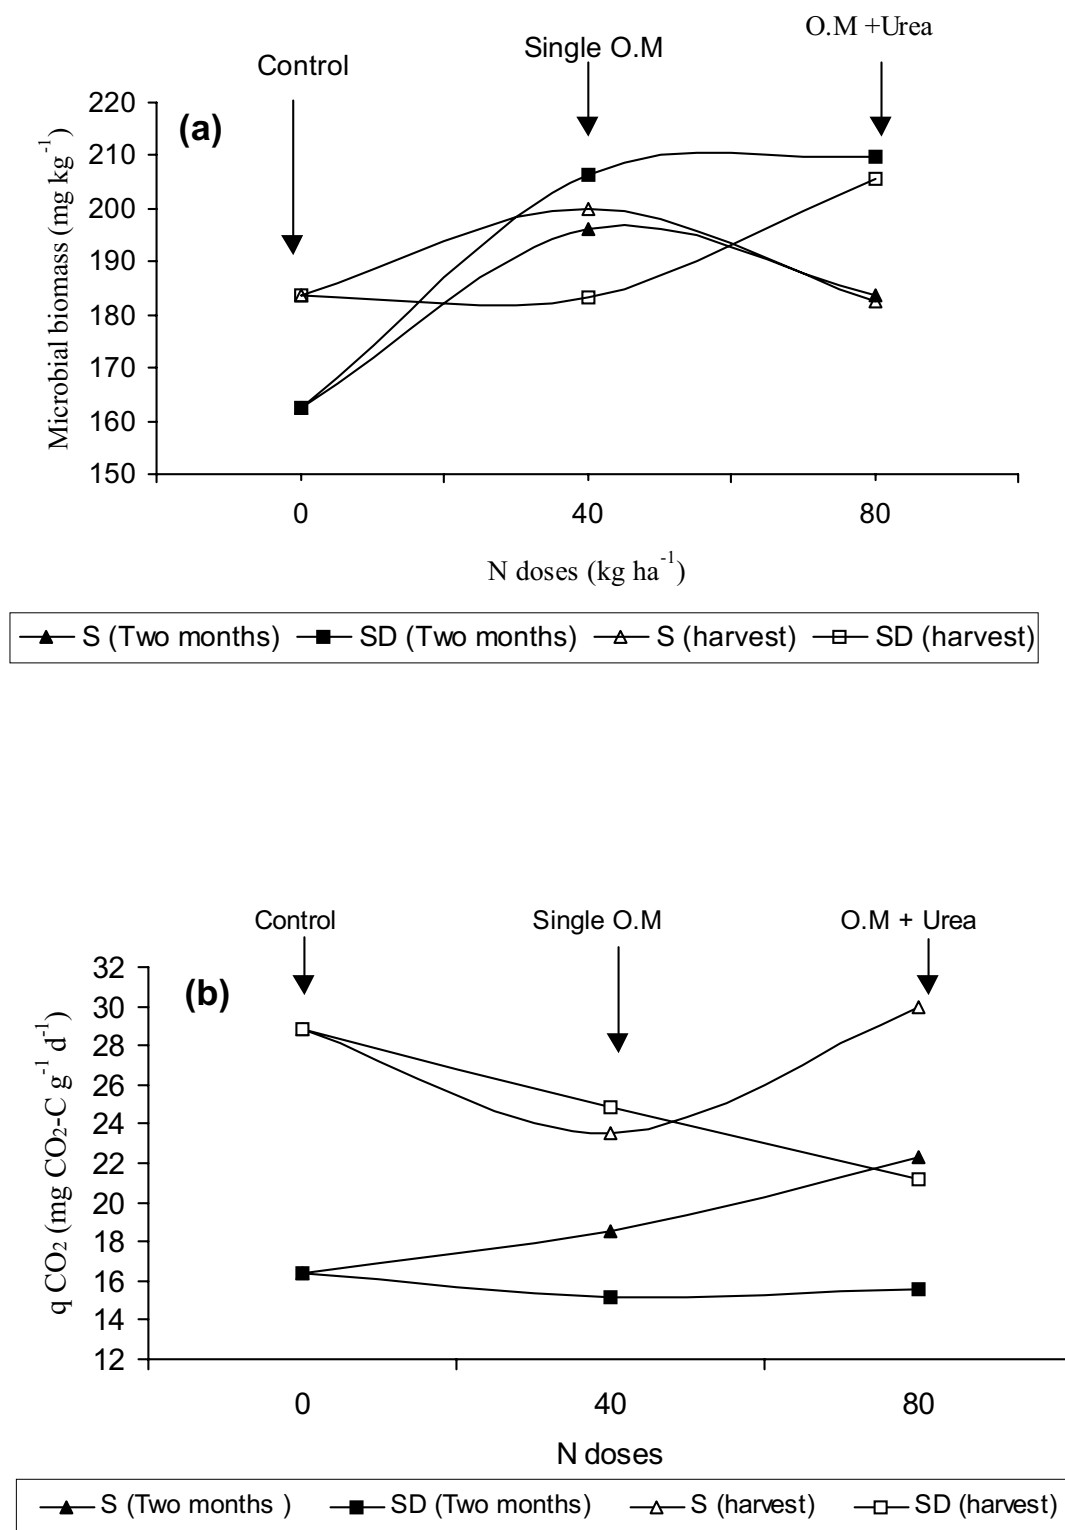 O.M +Urea
Single O.M
Control
(a)
Microbial biomass (mg kg-1)
220
210
200
190
180
170
160
150
0 40 80
N doses (kg ha-1)
S (Two months) SD (Two months) S (harvest) SD (harvest)
Control Single O.M O.M + Urea
(b)
q CO2 (mg CO2-C g-1 d-1)
32
30
28
26
24
22
20
18
16
14
12
0 40 80
N doses
S (Two months ) SD (Two months) S (harvest) SD (harvest)